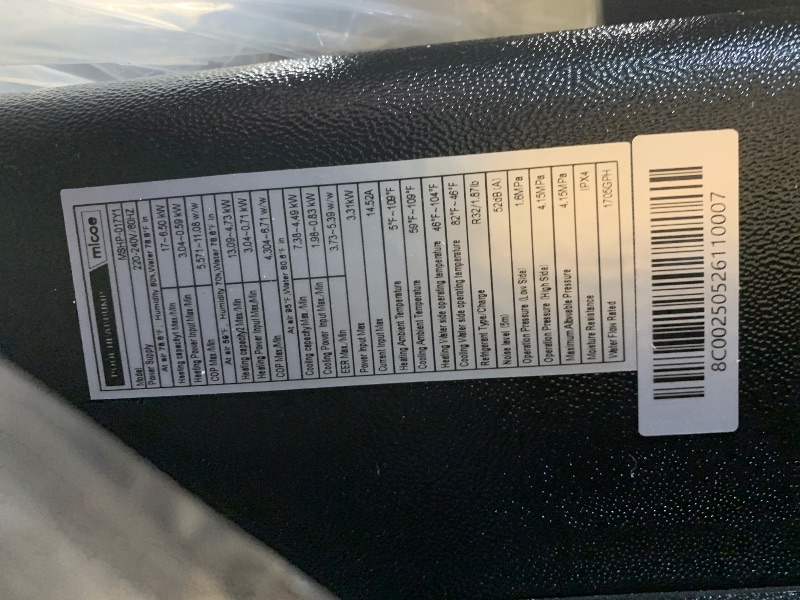 POOL HEAT PUMP micoe
Model MSHP-017Y1
Power Supply 220-240V/60HZ
At air 78.8°F, Humidity 80%,Water 78.8°F in
Heating capacity1 Max./Min 17~6.50 kW
Heating Power Input Max./Min 3.04~0.59 kW
COP Max./Min 5.571~11.08 w/w
At air 59°F, Humidity 70%,Water 78.8°F in
Heating capacity2 Max./Min 13.09~4.73 kW
Heating Power Input Max./Min 3.04~0.71 kW
COP Max./Min 4.304~6.71 w/w
At air 95°F,Water 80.6°F in
Cooling capacity Max./Min 7.38~4.49 kW
Cooling Power Input Max./Min 1.98~0.83 kW
EER Max./Min 3.73~5.39 w/w
Power Input Max 3.31kW
Current Input Max 14.52A
Heating Ambient Temperature 5°F~109°F
Cooling Ambient Temperature 59°F~109°F
Heating Water side operating temperature 46°F~104°F
Cooling Water side operating temperature 82°F~46°F
Refrigerant Type/Charge R32/1.87lb
Noise level (5m) 52dB(A)
Operation Pressure (Low Side) 1.6MPa
Operation Pressure (High Side) 4.15MPa
Maximum Allowable Pressure 4.15MPa
Moisture Resistance IPX4
Water Flow Rated 1705GPH
8C00250526110007